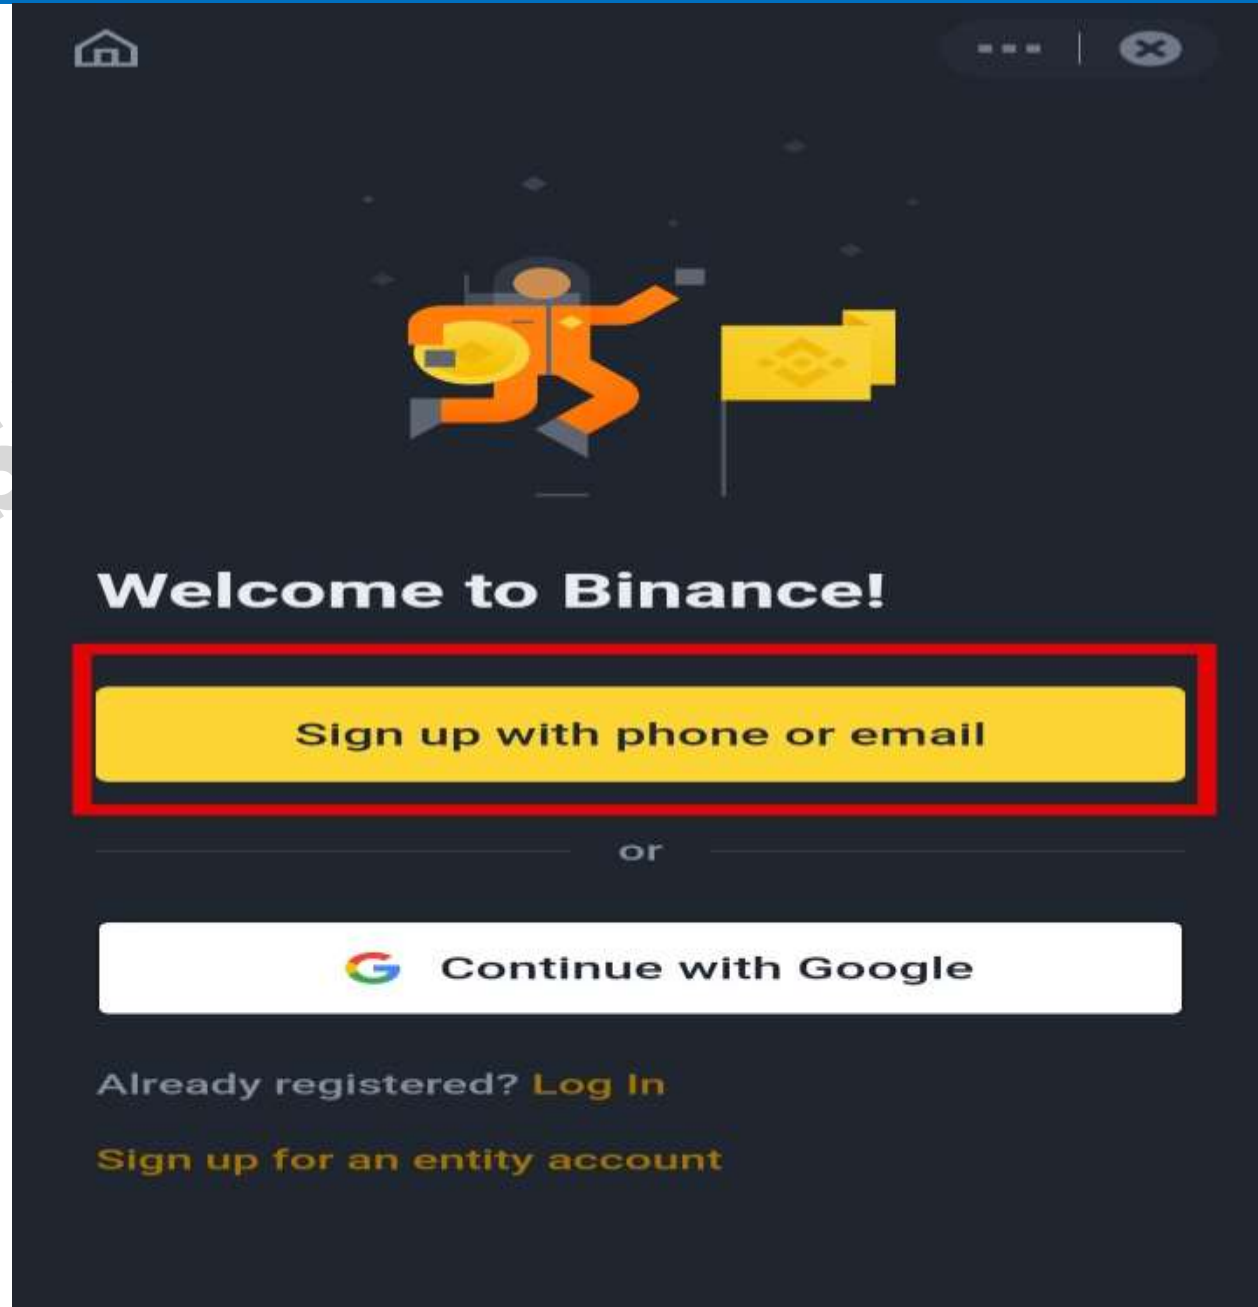 Welcome to Binance!
Sign up with phone or email
or
Continue with Google
Already registered? Log In
Sign up for an entity account